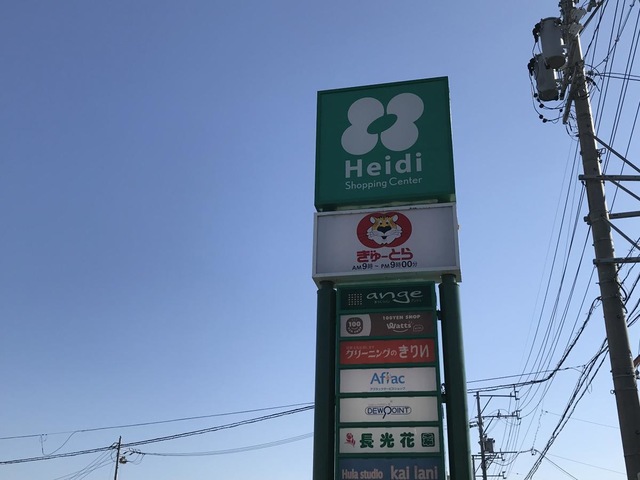 Heidi
Shopping Center
ぎゅーとら
AM9時~PM9時00分
ange
100YEN SHOP
100
Watts
クリーニングのきりい
Aflac
DEWPOINT
長光花園
Hula studio kai lani